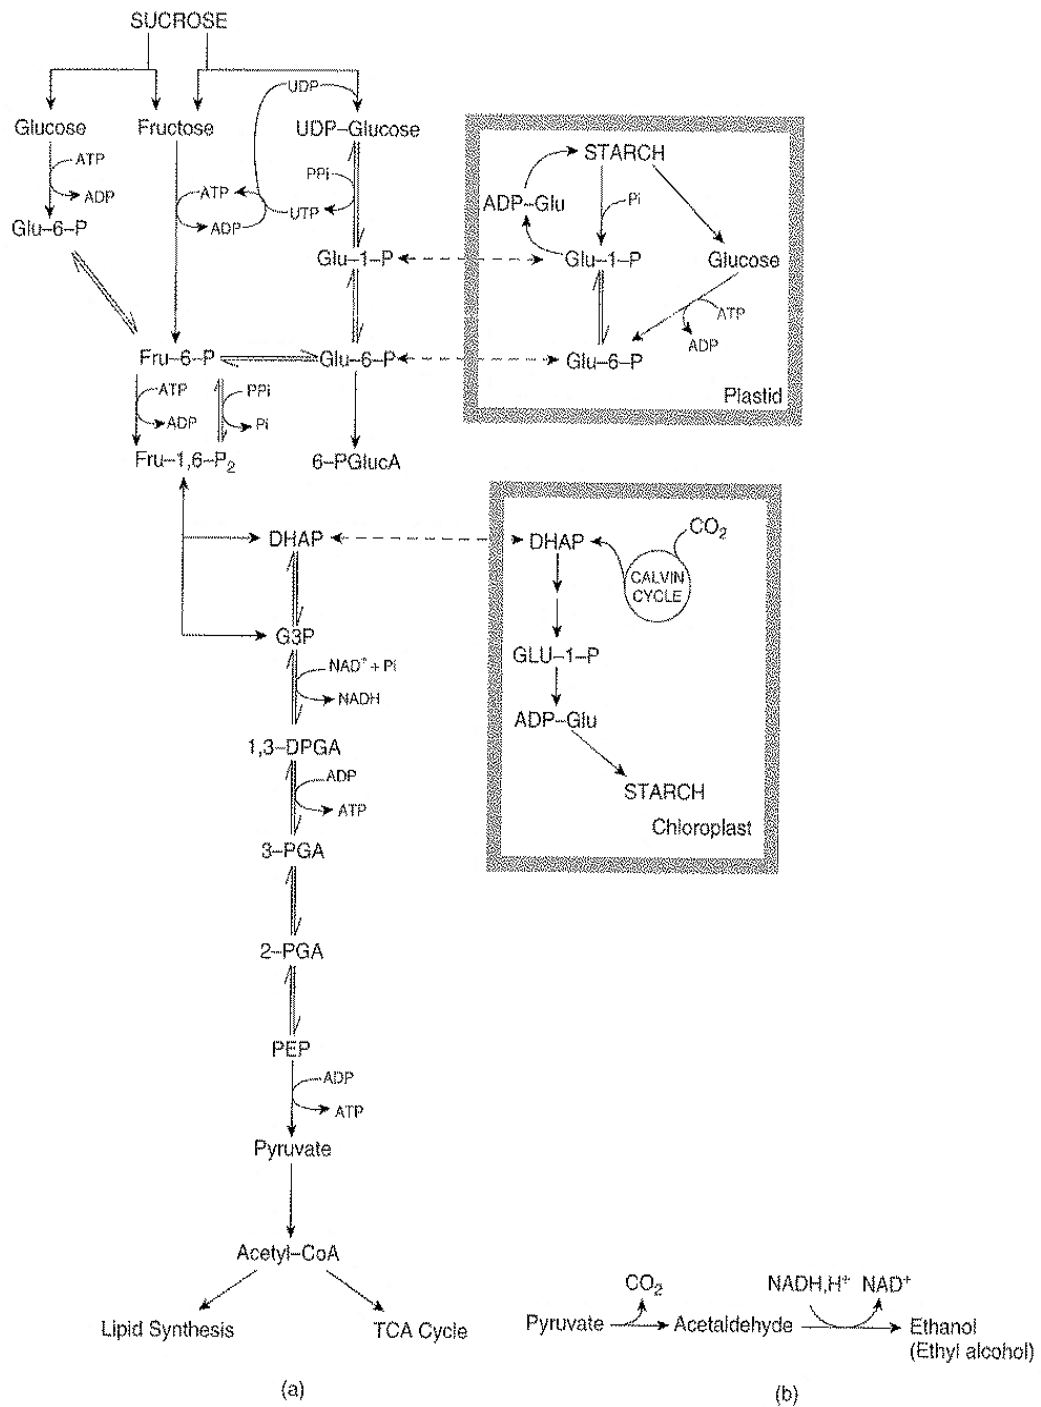 SUCROSE
Glucose
Fructose
UDP
UDP–Glucose
ATP
ADP
Glu–6–P
ATP
ADP
PPi
UTP
Glu–1–P
Fru–6–P
Glu–6–P
ATP
ADP
PPi
Pi
Fru–1,6–P2
6–PGlucA
STARCH
ADP–Glu
Pi
Glu–1–P
Glucose
ATP
ADP
Glu–6–P
Plastid
DHAP
G3P
NAD+ + Pi
NADH
1,3–DPGA
ADP
ATP
3–PGA
2–PGA
PEP
ADP
ATP
Pyruvate
Acetyl–CoA
Lipid Synthesis
TCA Cycle
(a)
DHAP
CO2
CALVIN
CYCLE
GLU–1–P
ADP–Glu
STARCH
Chloroplast
CO2
NADH,H+ NAD+
Pyruvate
Acetaldehyde
Ethanol
(Ethyl alcohol)
(b)